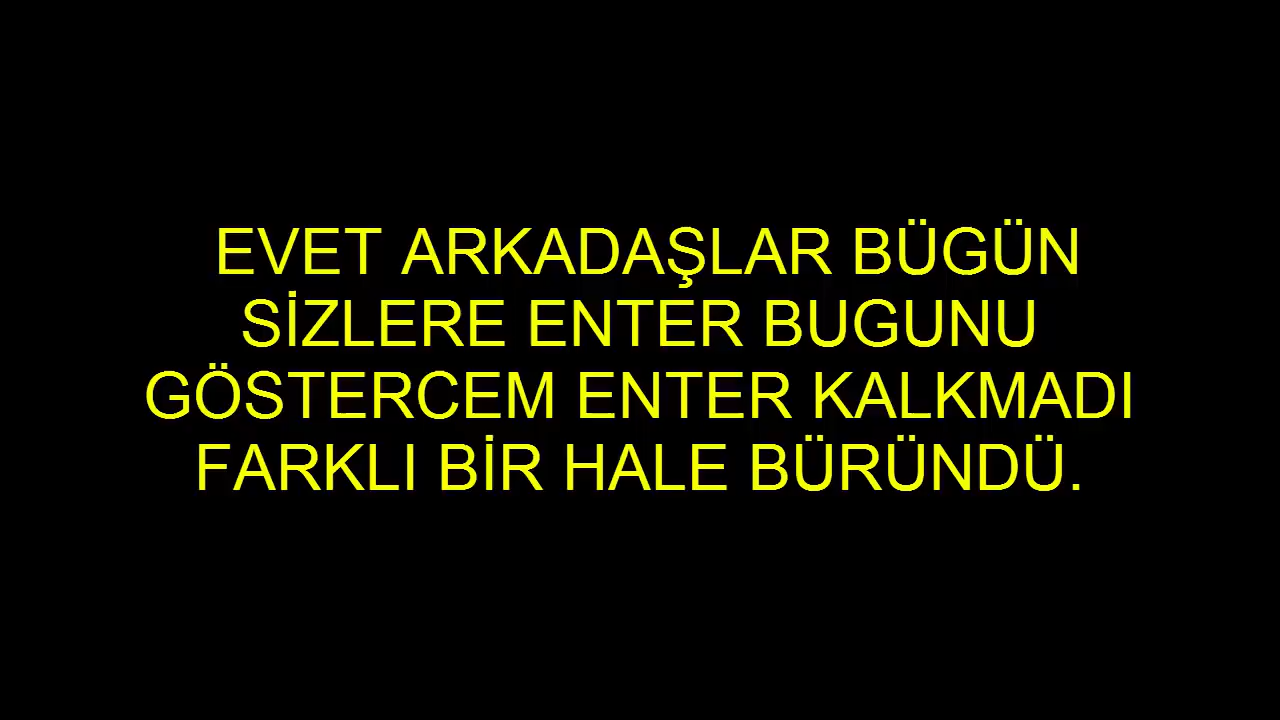 EVET ARKADAŞLAR BÜGÜN
SİZLERE ENTER BUGUNU
GÖSTERCEM ENTER KALKMADI
FARKLI BİR HALE BÜRÜNDÜ.